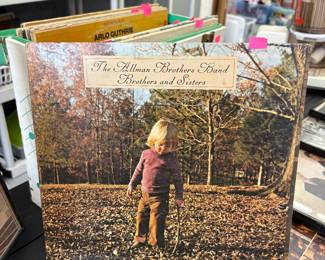 ARLO GUTHRIE
The Allman Brothers Band
Brothers and Sisters